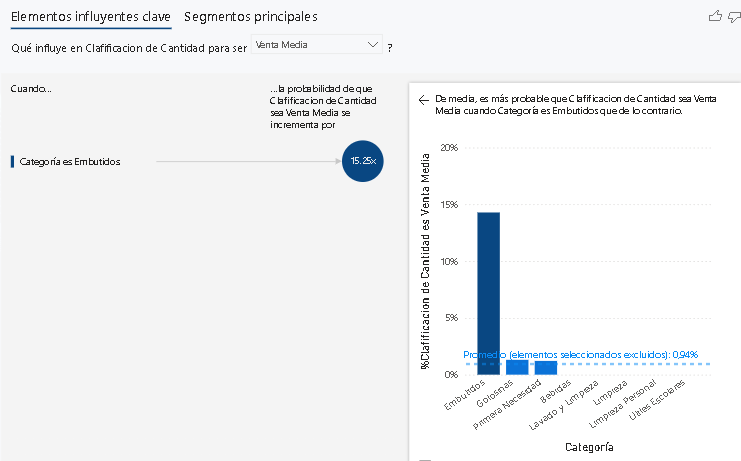 Elementos influyentes clave Segmentos principales
Qué influye en Clafificacion de Cantidad para ser Venta Media ?
Cuando...
...la probabilidad de que
Clafificacion de Cantidad
sea Venta Media se
incrementa por
Categoría es Embutidos
15.25x
De media, es más probable que Clafificacion de Cantidad sea Venta
Media cuando Categoría es Embutidos que de lo contrario.
%Clafificacion de Cantidad es Venta Media
20%
15%
10%
5%
0%
Promedio (elementos seleccionados excluidos): 0.94%
Embutidos
Golosinas
Primera Necesidad
Bebidas
Lavado y Limpieza
Limpieza
Limpieza Personal
Utiles Escolares
Categoría